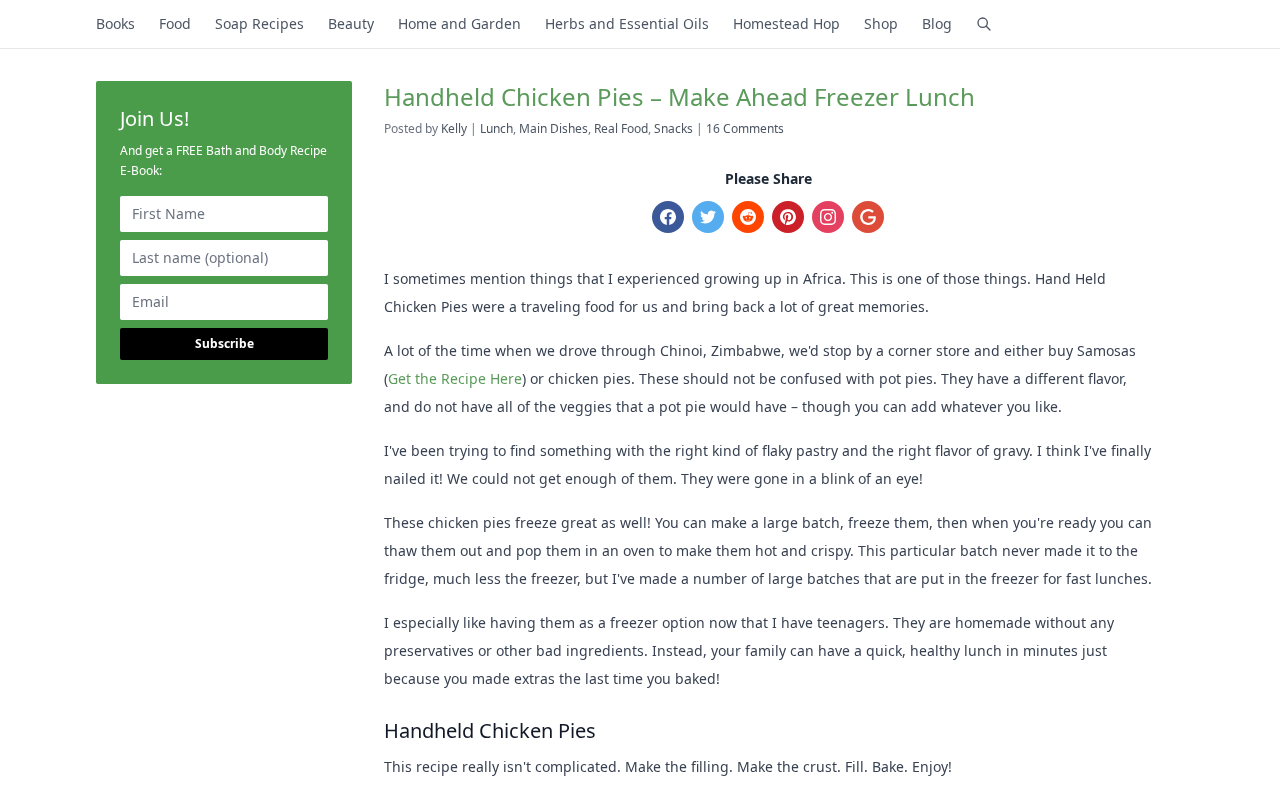 Books Food Soap Recipes Beauty Home and Garden Herbs and Essential Oils Homestead Hop Shop Blog
Join Us!
And get a FREE Bath and Body Recipe
E-Book:
First Name
Last name (optional)
Email
Subscribe
Handheld Chicken Pies – Make Ahead Freezer Lunch
Posted by Kelly | Lunch, Main Dishes, Real Food, Snacks | 16 Comments
Please Share
I sometimes mention things that I experienced growing up in Africa. This is one of those things. Hand Held
Chicken Pies were a traveling food for us and bring back a lot of great memories.
A lot of the time when we drove through Chinoi, Zimbabwe, we'd stop by a corner store and either buy Samosas
(Get the Recipe Here) or chicken pies. These should not be confused with pot pies. They have a different flavor,
and do not have all of the veggies that a pot pie would have – though you can add whatever you like.
I've been trying to find something with the right kind of flaky pastry and the right flavor of gravy. I think I've finally
nailed it! We could not get enough of them. They were gone in a blink of an eye!
These chicken pies freeze great as well! You can make a large batch, freeze them, then when you're ready you can
thaw them out and pop them in an oven to make them hot and crispy. This particular batch never made it to the
fridge, much less the freezer, but I've made a number of large batches that are put in the freezer for fast lunches.
I especially like having them as a freezer option now that I have teenagers. They are homemade without any
preservatives or other bad ingredients. Instead, your family can have a quick, healthy lunch in minutes just
because you made extras the last time you baked!
Handheld Chicken Pies
This recipe really isn't complicated. Make the filling. Make the crust. Fill. Bake. Enjoy!